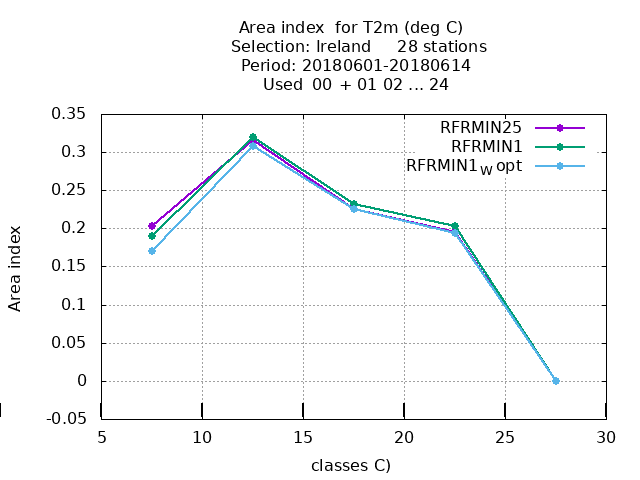 Area index for T2m (deg C)
Selection: Ireland 28 stations
Period: 20180601-20180614
Used 00 + 01 02 ... 24
RFRMIN25
RFRMIN1
RFRMIN1W opt
0.35
0.3
0.25
0.2
0.15
0.1
0.05
0
-0.05
Area index
5 10 15 20 25 30
classes C)